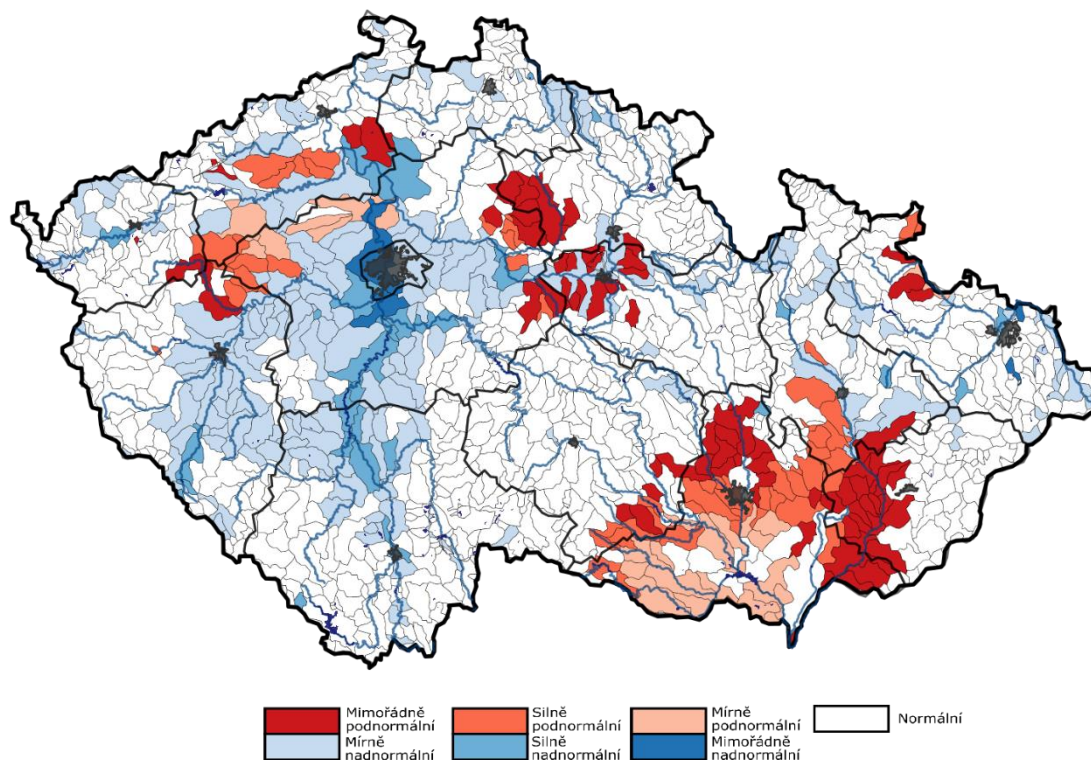 Mimořádně
podnormální
Silně
podnormální
Mírně
podnormální
Normální
Mírně
nadnormální
Silně
nadnormální
Mimořádně
nadnormální